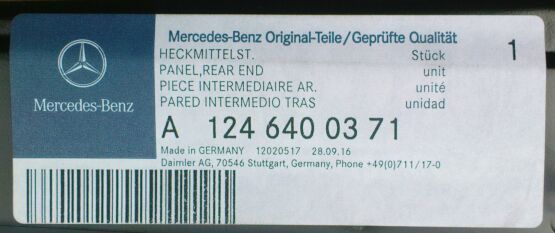 Mercedes-Benz
Mercedes-Benz Original-Teile/Geprüfte Qualität
HECKMITTELST. Stück 1
PANEL,REAR END unit
PIECE INTERMEDIAIRE AR. unité
PARED INTERMEDIO TRAS unidad
A 124 640 03 71
Made in GERMANY 12020517 28.09.16
Daimler AG, 70546 Stuttgart, Germany, Phone +49(0)711/17-0